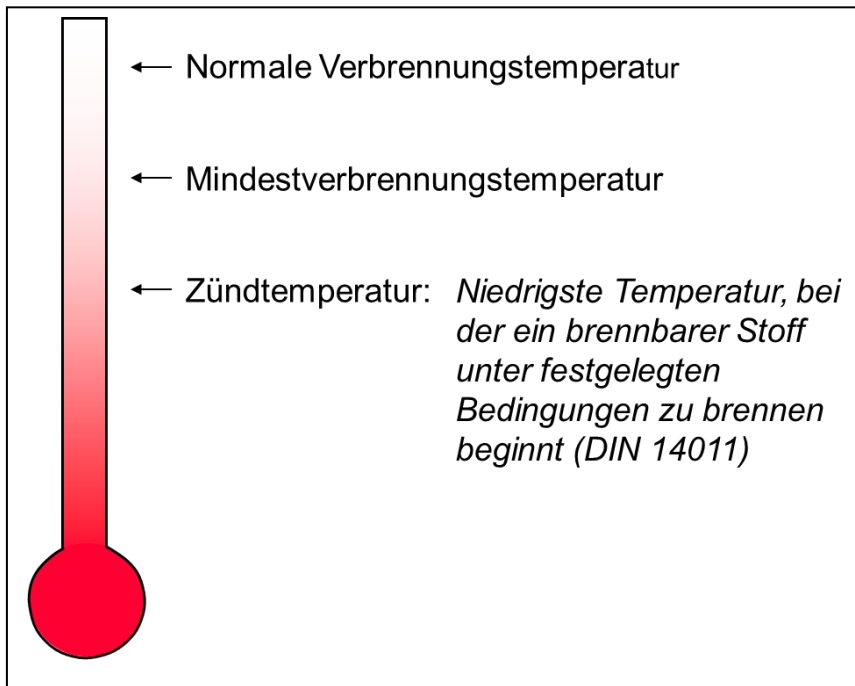 Normale Verbrennungstemperatur
Mindestverbrennungstemperatur
Zündtemperatur: Niedrigste Temperatur, bei
der ein brennbarer Stoff
unter festgelegten
Bedingungen zu brennen
beginnt (DIN 14011)